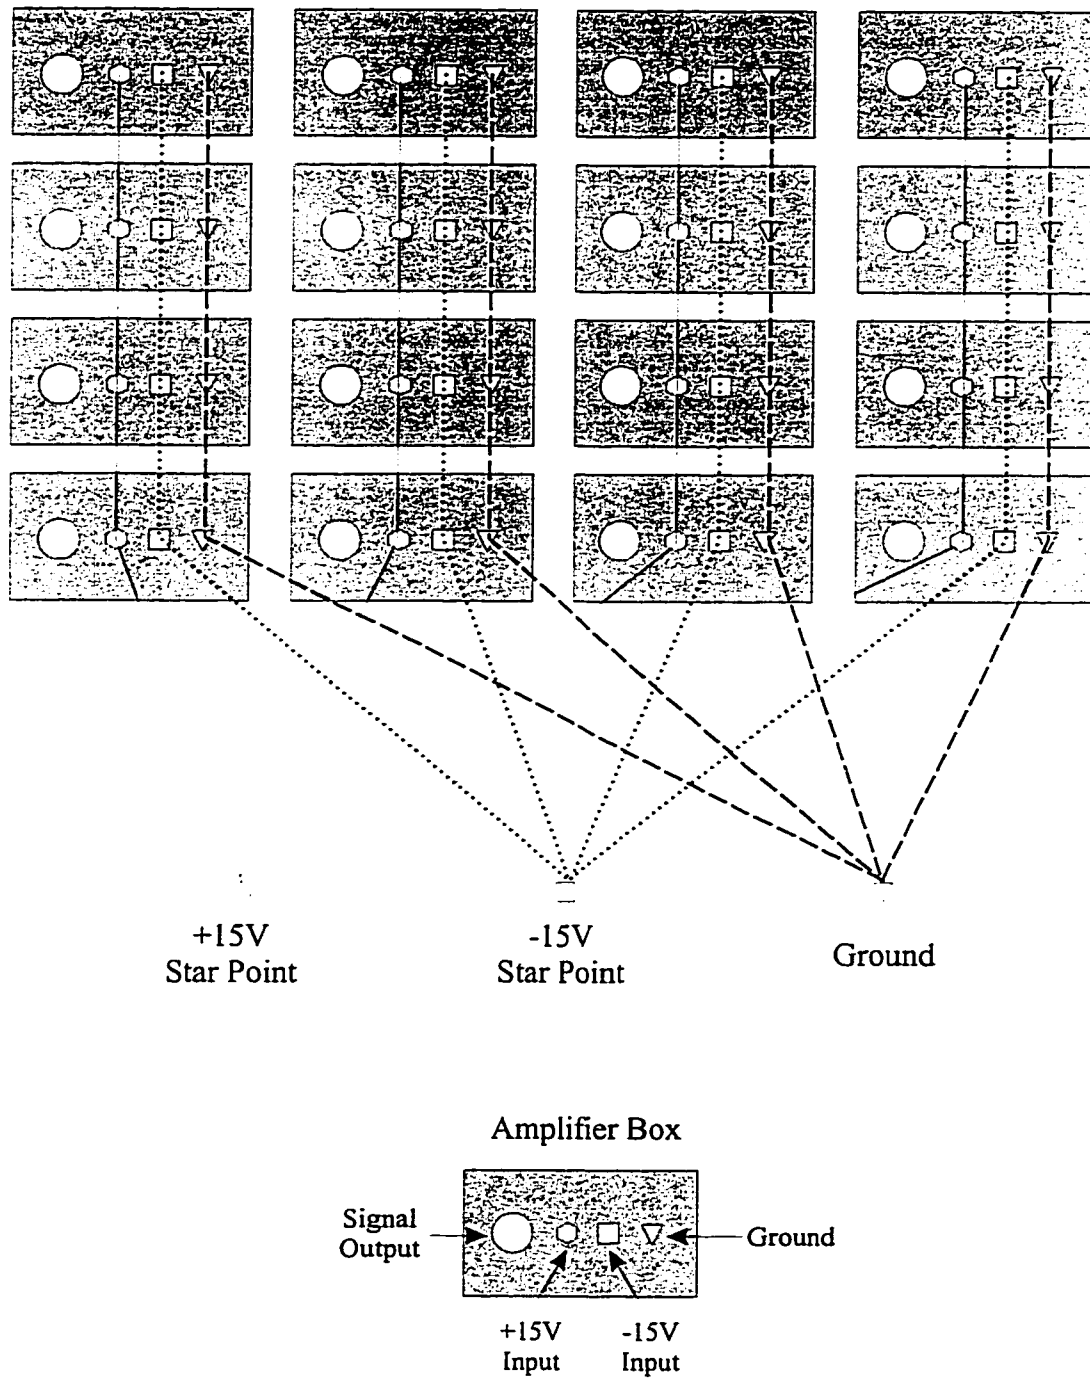 +15V
Star Point
-15V
Star Point
Ground
Amplifier Box
Signal
Output
Ground
+15V
Input
-15V
Input